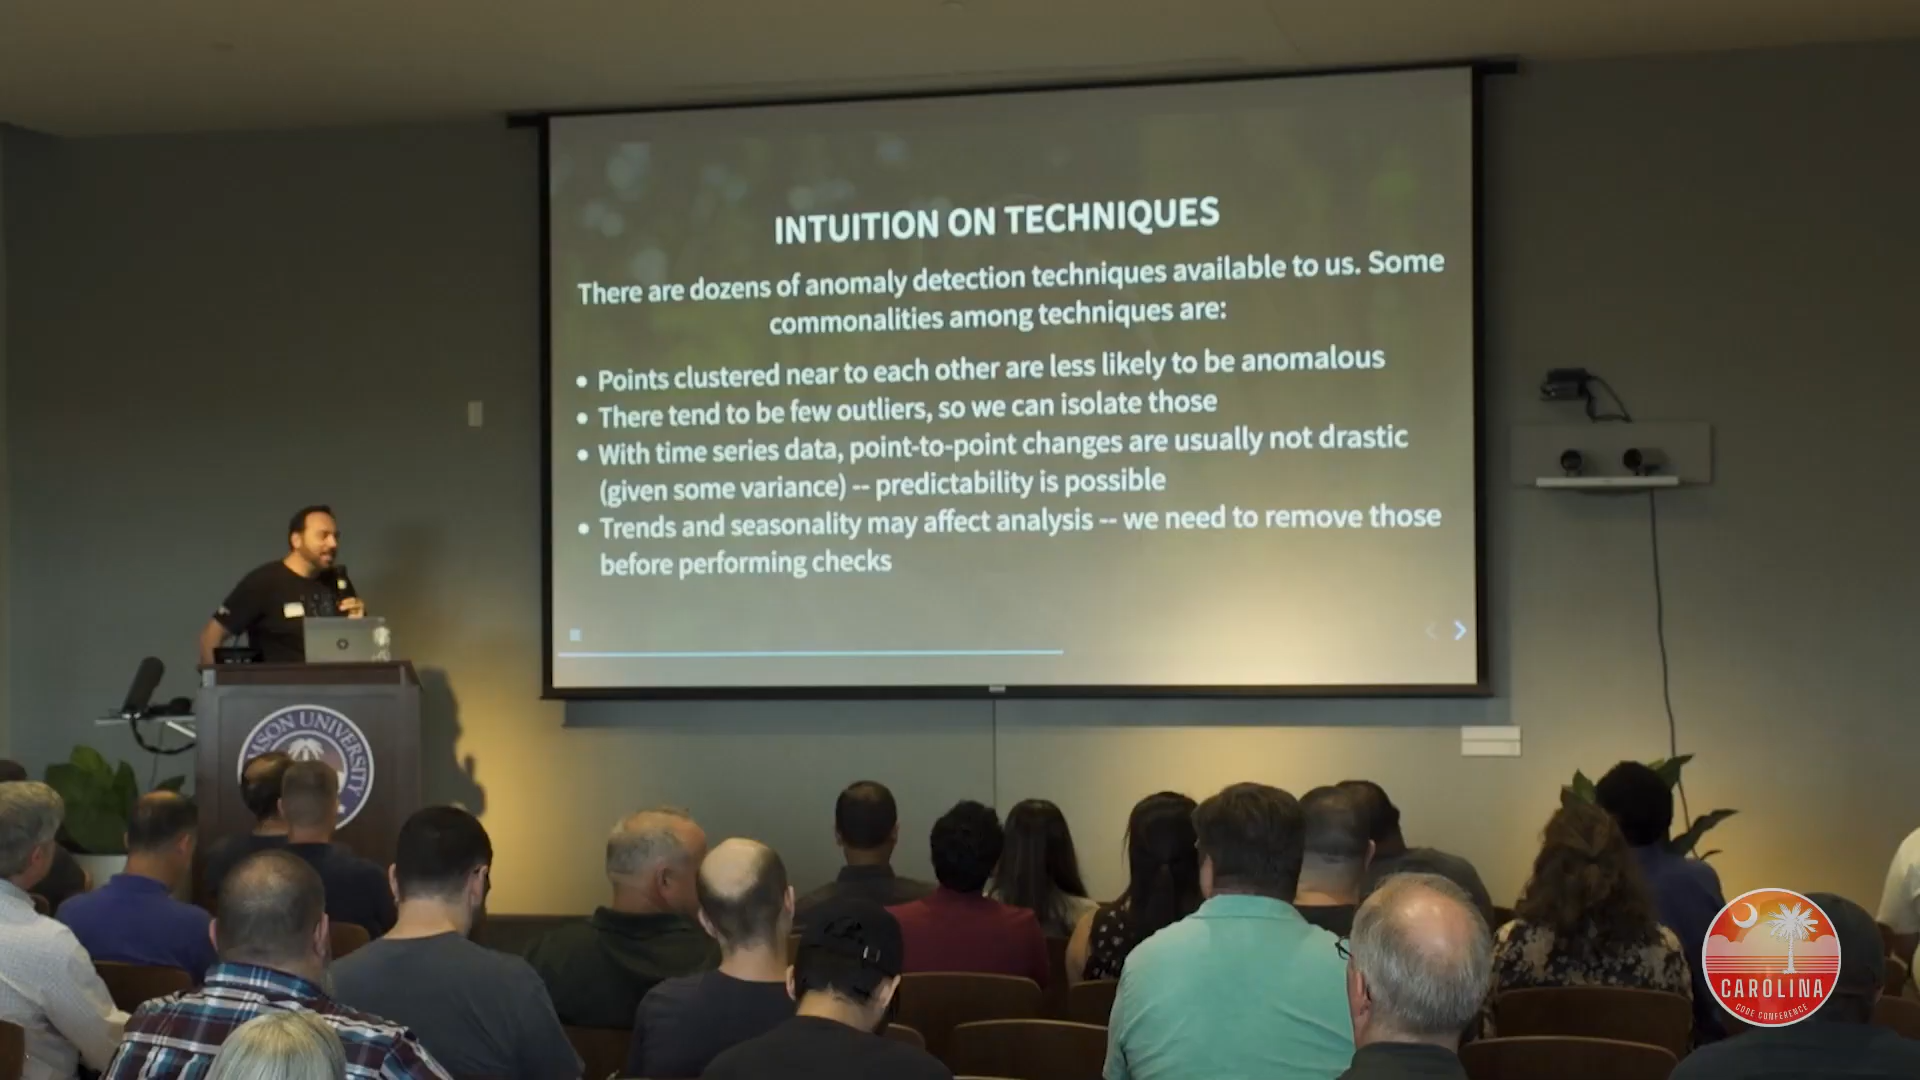 INTUITION ON TECHNIQUES
There are dozens of anomaly detection techniques available to us. Some
commonalities among techniques are:
• Points clustered near to each other are less likely to be anomalous
• There tend to be few outliers, so we can isolate those
• With time series data, point-to-point changes are usually not drastic
(given some variance) -- predictability is possible
• Trends and seasonality may affect analysis -- we need to remove those
before performing checks
MSON UNIVERSITY
CAROLINA
CODE CONFERENCE